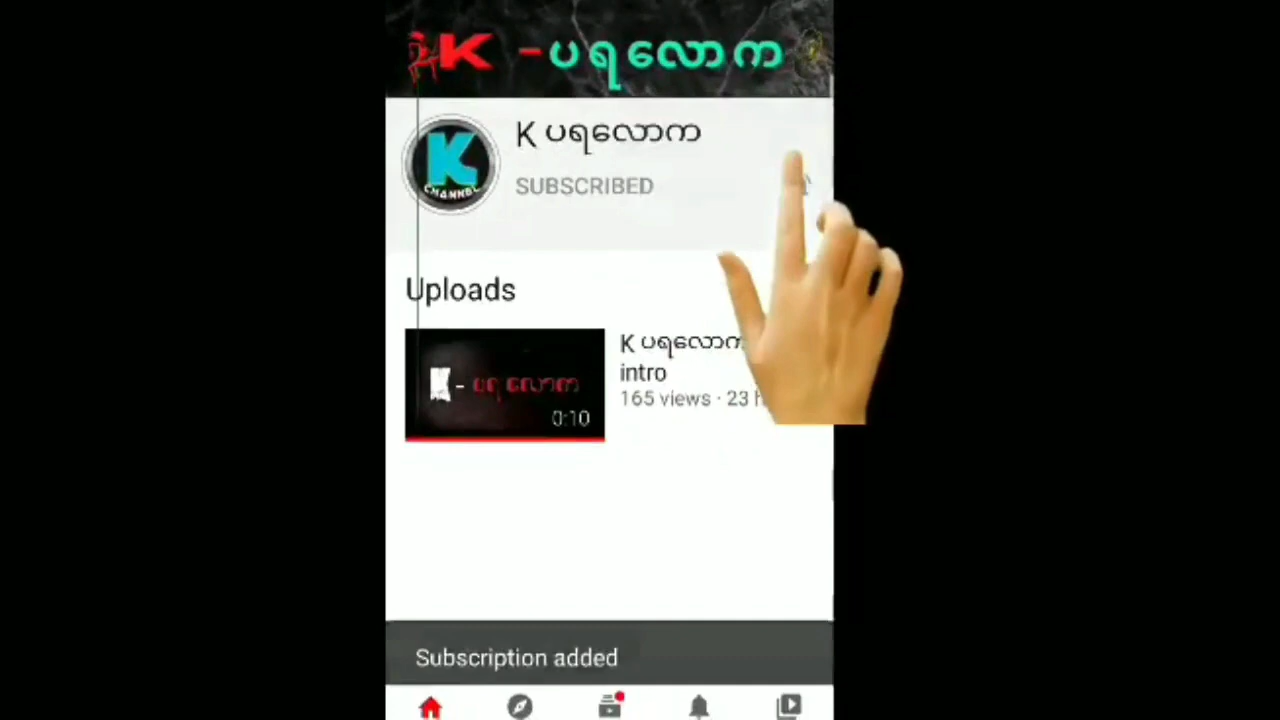 K - ပရလောက
K ပရလောက
K
CHANNEL
SUBSCRIBED
Uploads
K - ပရလောက
0:10
K ပရလောက
intro
165 views · 23
Subscription added